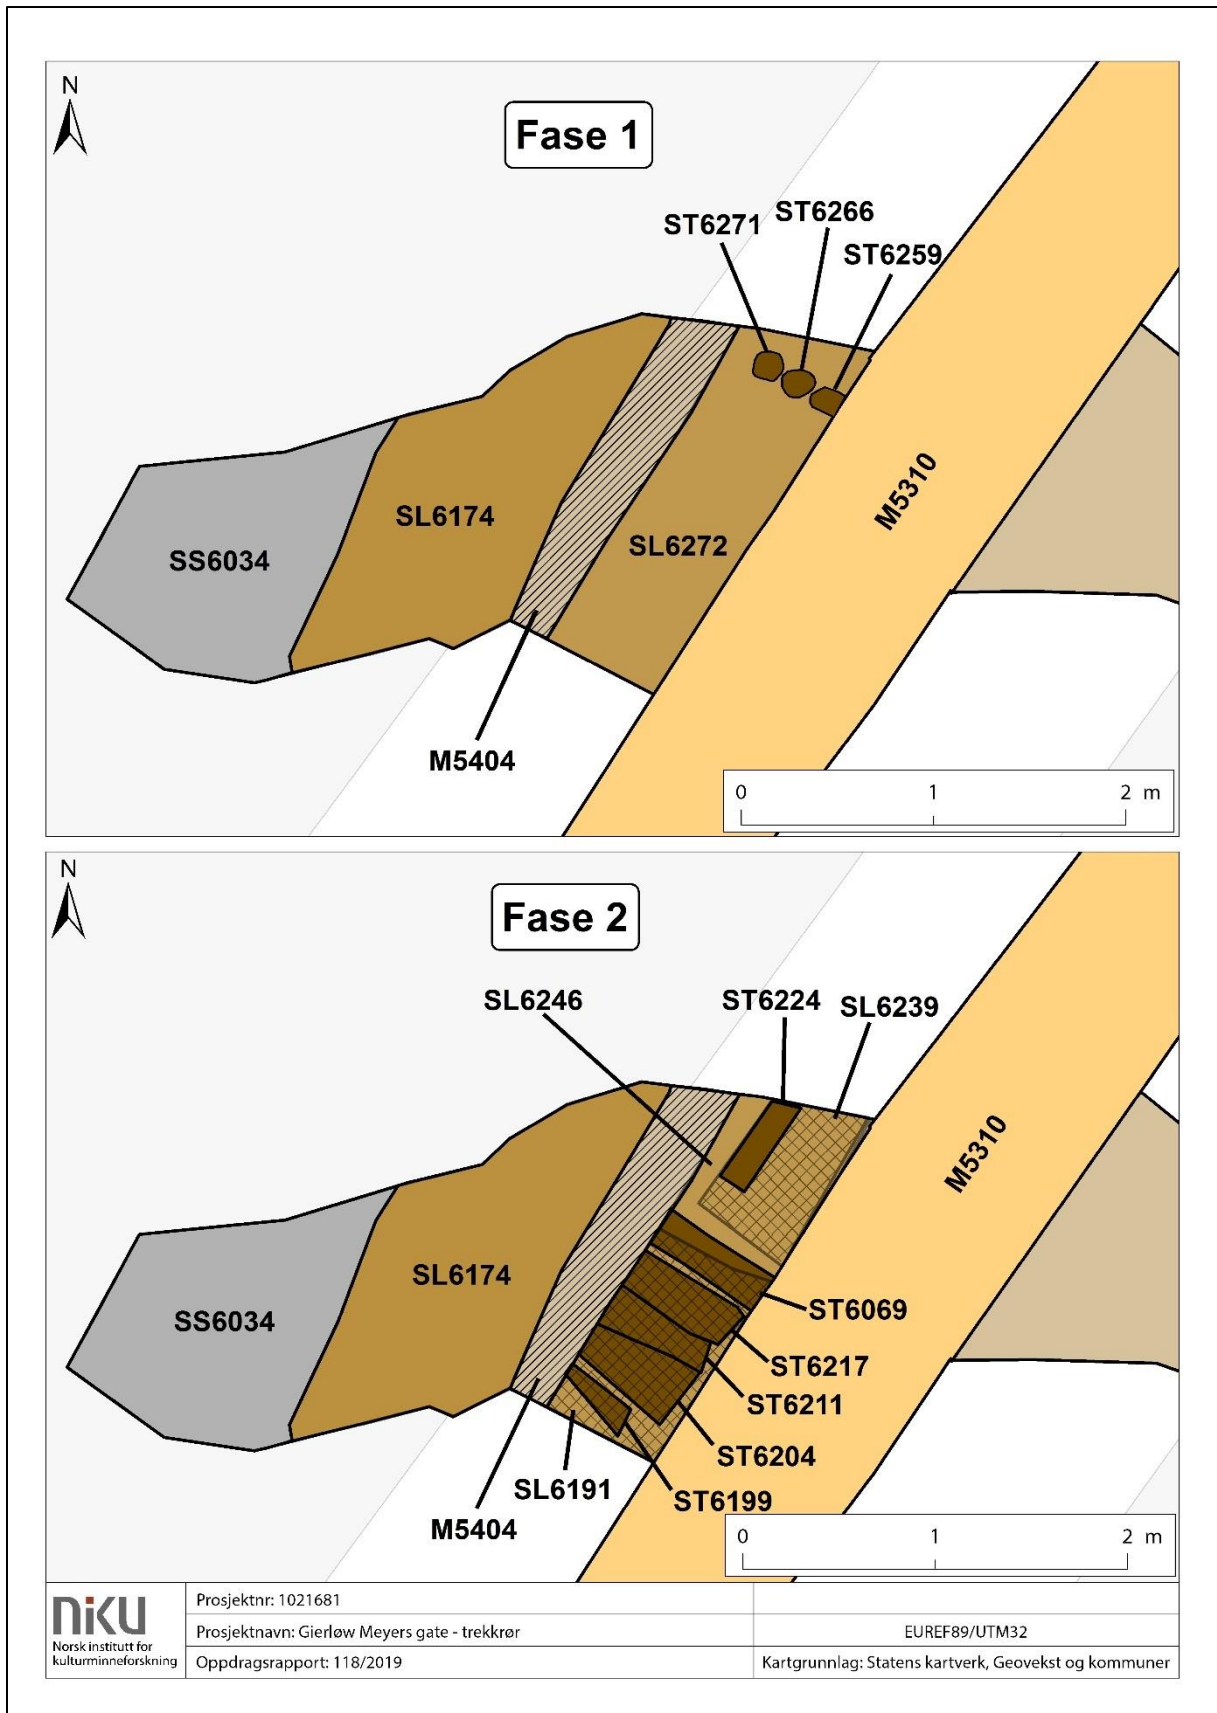 N
Fase 1
ST6271
ST6266
ST6259
M5310
SL6174
SL6272
SS6034
M5404
0 1 2 m
N
Fase 2
SL6246
ST6224
SL6239
M5310
SL6174
SS6034
ST6069
ST6217
ST6211
ST6204
SL6191
ST6199
M5404
0 1 2 m
niku
Norsk institutt for
kulturminneforskning
Prosjektnr: 1021681
Prosjektnavn: Gierløw Meyers gate - trekkrør
EUREF89/UTM32
Oppdragsrapport: 118/2019
Kartgrunnlag: Statens kartverk, Geovekst og kommuner